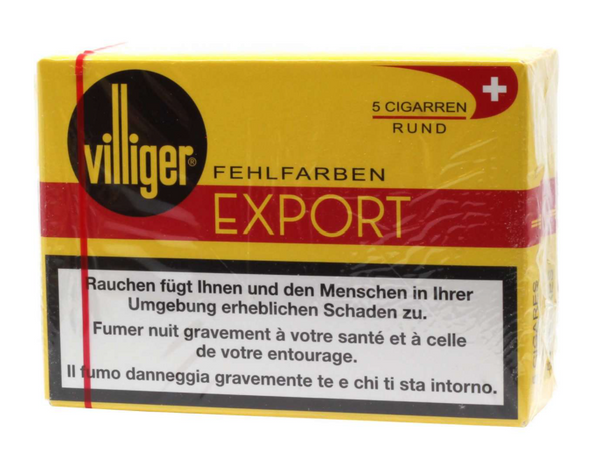 villiger®
5 CIGARREN
RUND
FEHLFARBEN
EXPORT
Rauchen fügt Ihnen und den Menschen in Ihrer
Umgebung erheblichen Schaden zu.
Fumer nuit gravement à votre santé et à celle
de votre entourage.
Il fumo danneggia gravemente te e chi ti sta intorno.